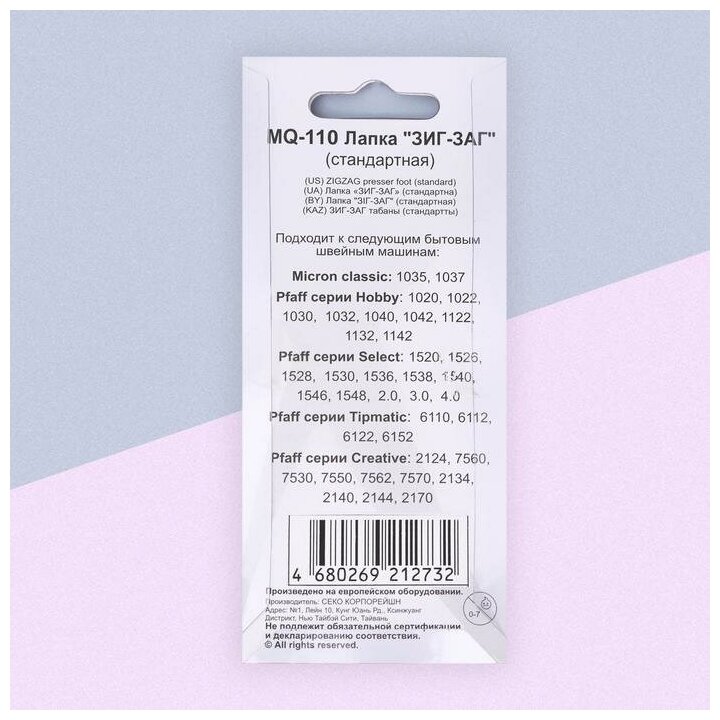 MQ-110 Лапка "ЗИГ-ЗАГ"
(стандартная)
(US) ZIGZAG presser foot (standard)
(UA) Лапка «ЗИГ-ЗАГ» (стандартна)
(BY) Лапка "ЗІГ-ЗАГ" (стандартная)
(KAZ) ЗИГ-ЗАГ табаны (стандартты)
Подходит к следующим бытовым
швейным машинам:
Micron classic: 1035, 1037
Pfaff серии Hobby: 1020, 1022,
1030, 1032, 1040, 1042, 1122,
1132, 1142
Pfaff серии Select: 1520, 1526,
1528, 1530, 1536, 1538, 1540,
1546, 1548, 2.0, 3.0, 4.0
Pfaff серии Tipmatic: 6110, 6112,
6122, 6152
Pfaff серии Creative: 2124, 7560,
7530, 7550, 7562, 7570, 2134,
2140, 2144, 2170
4 680269 212732
Произведено на европейском оборудовании.
Производитель: СЕКО КОРПОРЕЙШН
Адрес: №1, Лейн 10, Кунг Юань Рд., Ксинжуанг
Дистрикт, Нью Тайбэй Сити, Тайвань
Не подлежит обязательной сертификации
и декларированию соответствия.
© All rights reserved.
0-7